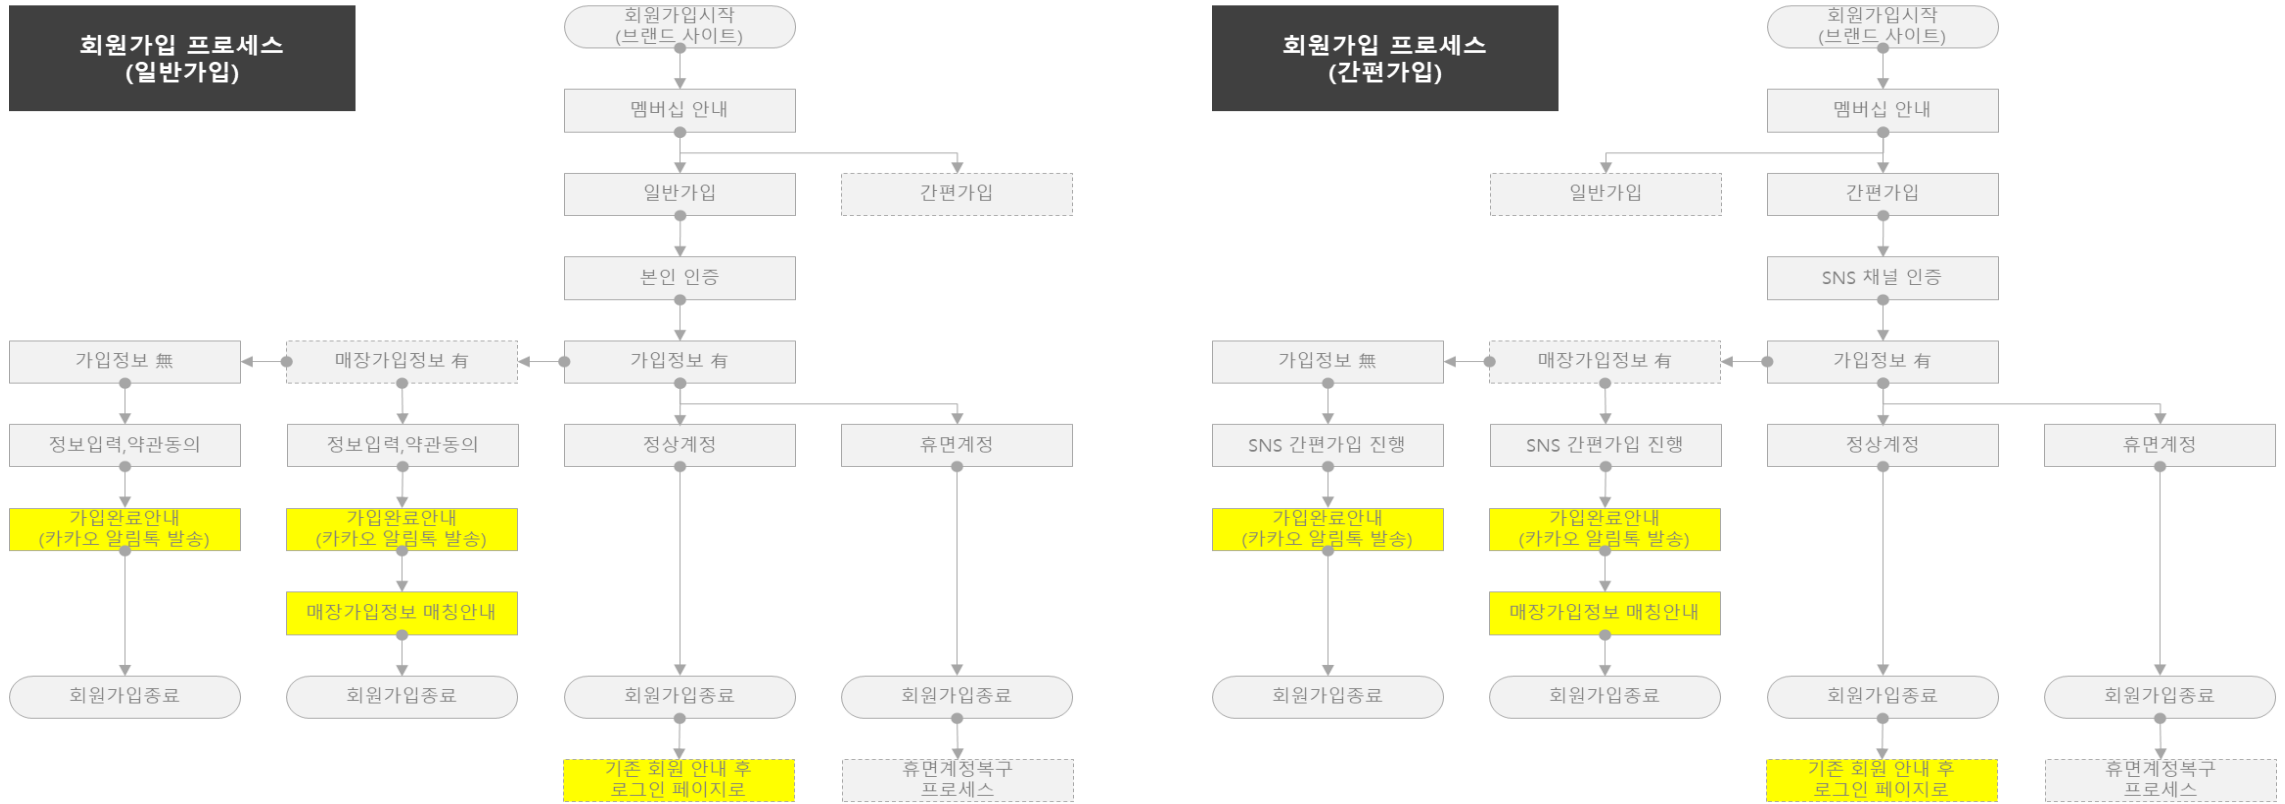 회원가입 프로세스
(일반가입)
회원가입시작
(브랜드 사이트)
멤버십 안내
일반가입
간편가입
본인 인증
가입정보 無
매장가입정보 有
가입정보 有
정보입력,약관동의
정보입력,약관동의
정상계정
휴면계정
가입완료안내
(카카오 알림톡 발송)
가입완료안내
(카카오 알림톡 발송)
매장가입정보 매칭안내
회원가입종료
회원가입종료
회원가입종료
회원가입종료
기존 회원 안내 후
로그인 페이지로
휴면계정복구
프로세스
회원가입 프로세스
(간편가입)
회원가입시작
(브랜드 사이트)
멤버십 안내
일반가입
간편가입
SNS 채널 인증
가입정보 無
매장가입정보 有
가입정보 有
SNS 간편가입 진행
SNS 간편가입 진행
정상계정
휴면계정
가입완료안내
(카카오 알림톡 발송)
가입완료안내
(카카오 알림톡 발송)
매장가입정보 매칭안내
회원가입종료
회원가입종료
회원가입종료
회원가입종료
기존 회원 안내 후
로그인 페이지로
휴면계정복구
프로세스